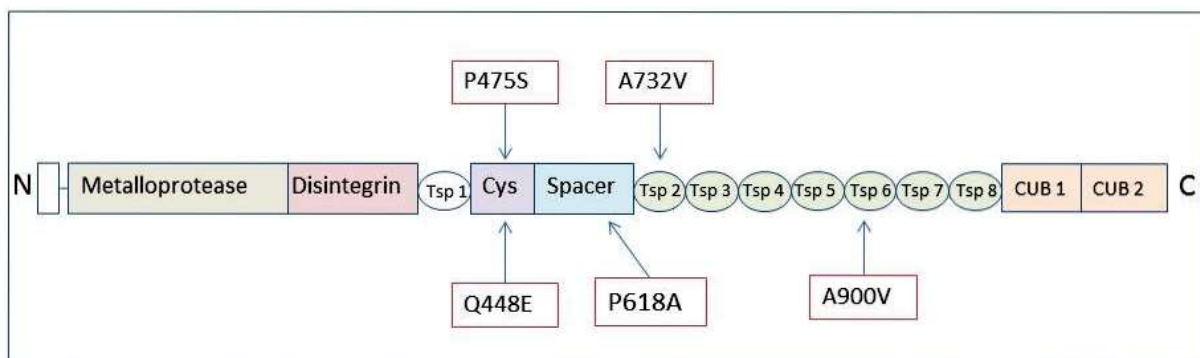 P475S A732V
N Metalloprotease Disintegrin Tsp 1 Cys Spacer Tsp 2 Tsp 3 Tsp 4 Tsp 5 Tsp 6 Tsp 7 Tsp 8 CUB 1 CUB 2 C
Q448E P618A A900V